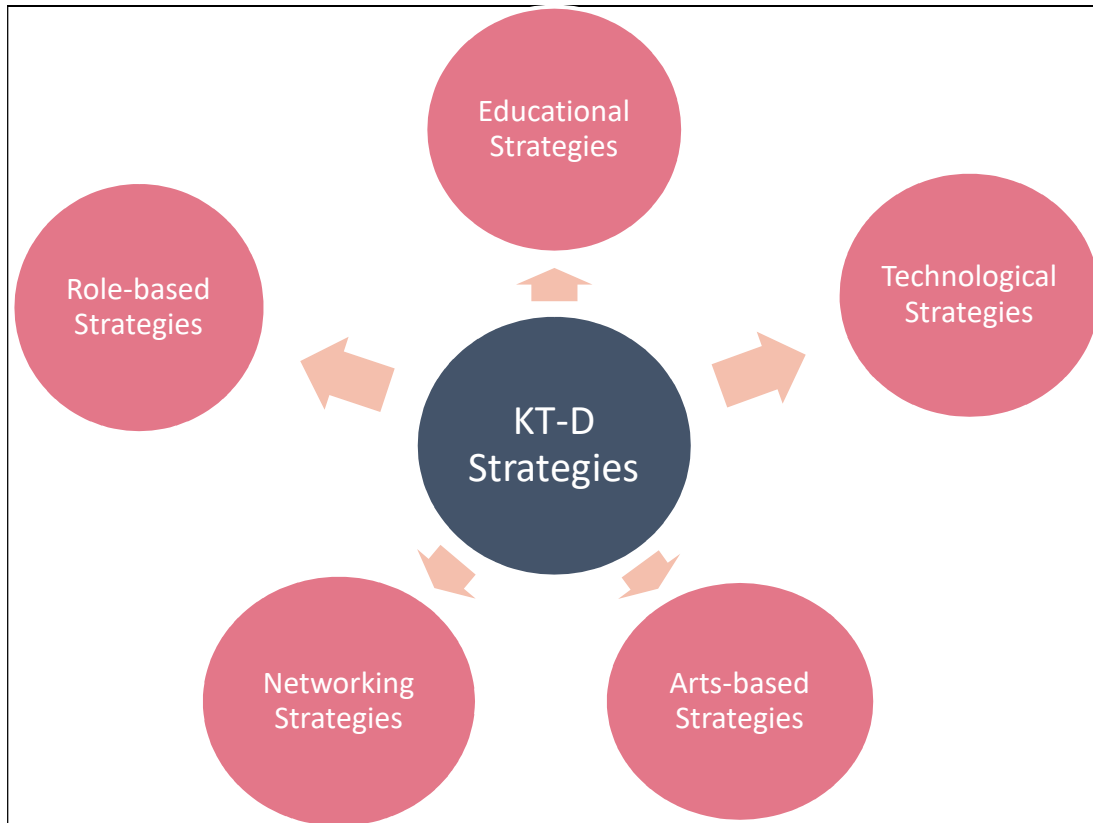 Educational
Strategies
Role-based
Strategies
Technological
Strategies
KT-D
Strategies
Networking
Strategies
Arts-based
Strategies